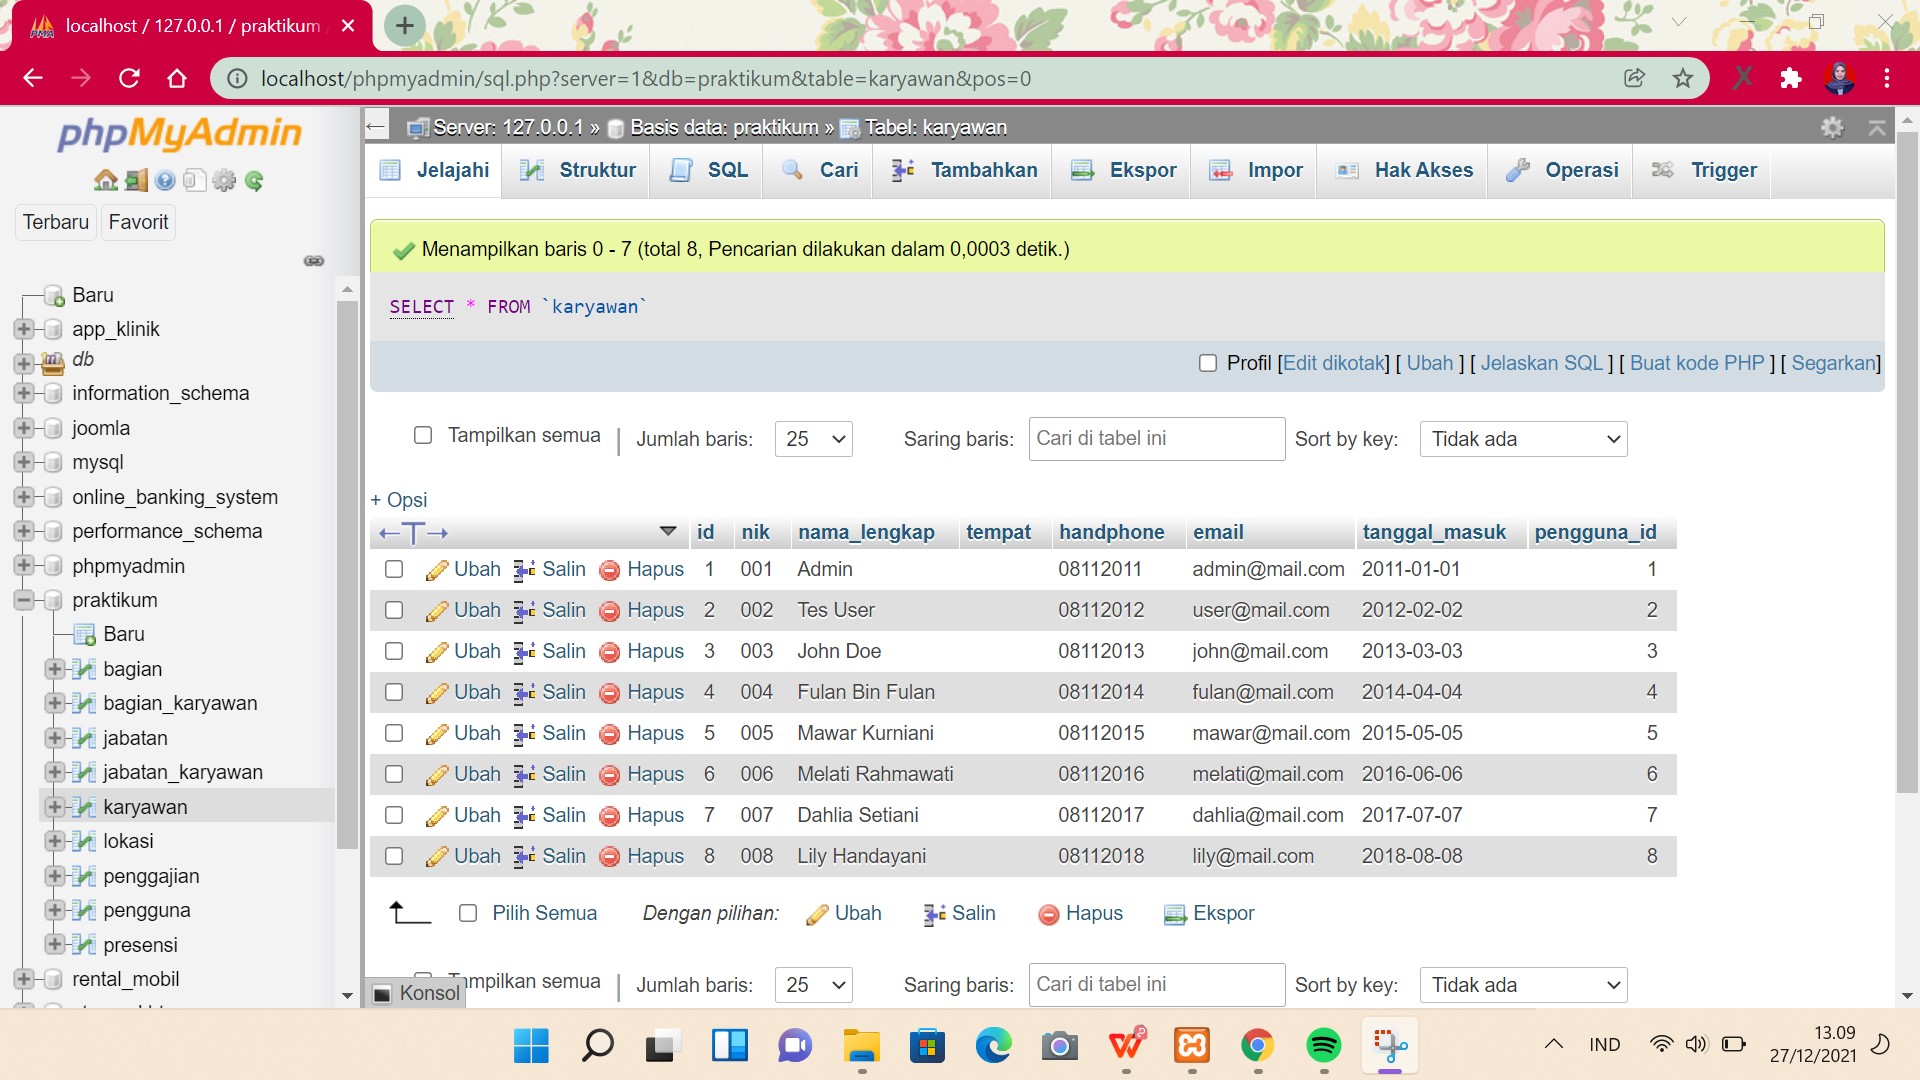 localhost / 127.0.0.1 / praktikum
localhost/phpmyadmin/sql.php?server=1&db=praktikum&table=karyawan&pos=0
phpMyAdmin
Terbaru Favorit
Baru
app_klinik
db
information_schema
joomla
mysql
online_banking_system
performance_schema
phpmyadmin
praktikum
Baru
bagian
bagian_karyawan
jabatan
jabatan_karyawan
karyawan
lokasi
penggajian
pengguna
presensi
rental_mobil
Server: 127.0.0.1 » Basis data: praktikum » Tabel: karyawan
Jelajahi Struktur SQL Cari Tambahkan Ekspor Impor Hak Akses Operasi Trigger
Menampilkan baris 0 - 7 (total 8, Pencarian dilakukan dalam 0,0003 detik.)
SELECT * FROM `karyawan`
Profil [Edit dikotak] [ Ubah ] [ Jelaskan SQL ] [ Buat kode PHP ] [ Segarkan]
Tampilkan semua | Jumlah baris: 25 Saring baris: Cari di tabel ini Sort by key: Tidak ada
+ Opsi
←T→ id nik nama_lengkap tempat handphone email tanggal_masuk pengguna_id
Ubah Salin Hapus 1 001 Admin 08112011 admin@mail.com 2011-01-01 1
Ubah Salin Hapus 2 002 Tes User 08112012 user@mail.com 2012-02-02 2
Ubah Salin Hapus 3 003 John Doe 08112013 john@mail.com 2013-03-03 3
Ubah Salin Hapus 4 004 Fulan Bin Fulan 08112014 fulan@mail.com 2014-04-04 4
Ubah Salin Hapus 5 005 Mawar Kurniani 08112015 mawar@mail.com 2015-05-05 5
Ubah Salin Hapus 6 006 Melati Rahmawati 08112016 melati@mail.com 2016-06-06 6
Ubah Salin Hapus 7 007 Dahlia Setiani 08112017 dahlia@mail.com 2017-07-07 7
Ubah Salin Hapus 8 008 Lily Handayani 08112018 lily@mail.com 2018-08-08 8
Pilih Semua Dengan pilihan: Ubah Salin Hapus Ekspor
Tampilkan semua | Jumlah baris: 25 Saring baris: Cari di tabel ini Sort by key: Tidak ada
Konsol
IND
13.09
27/12/2021